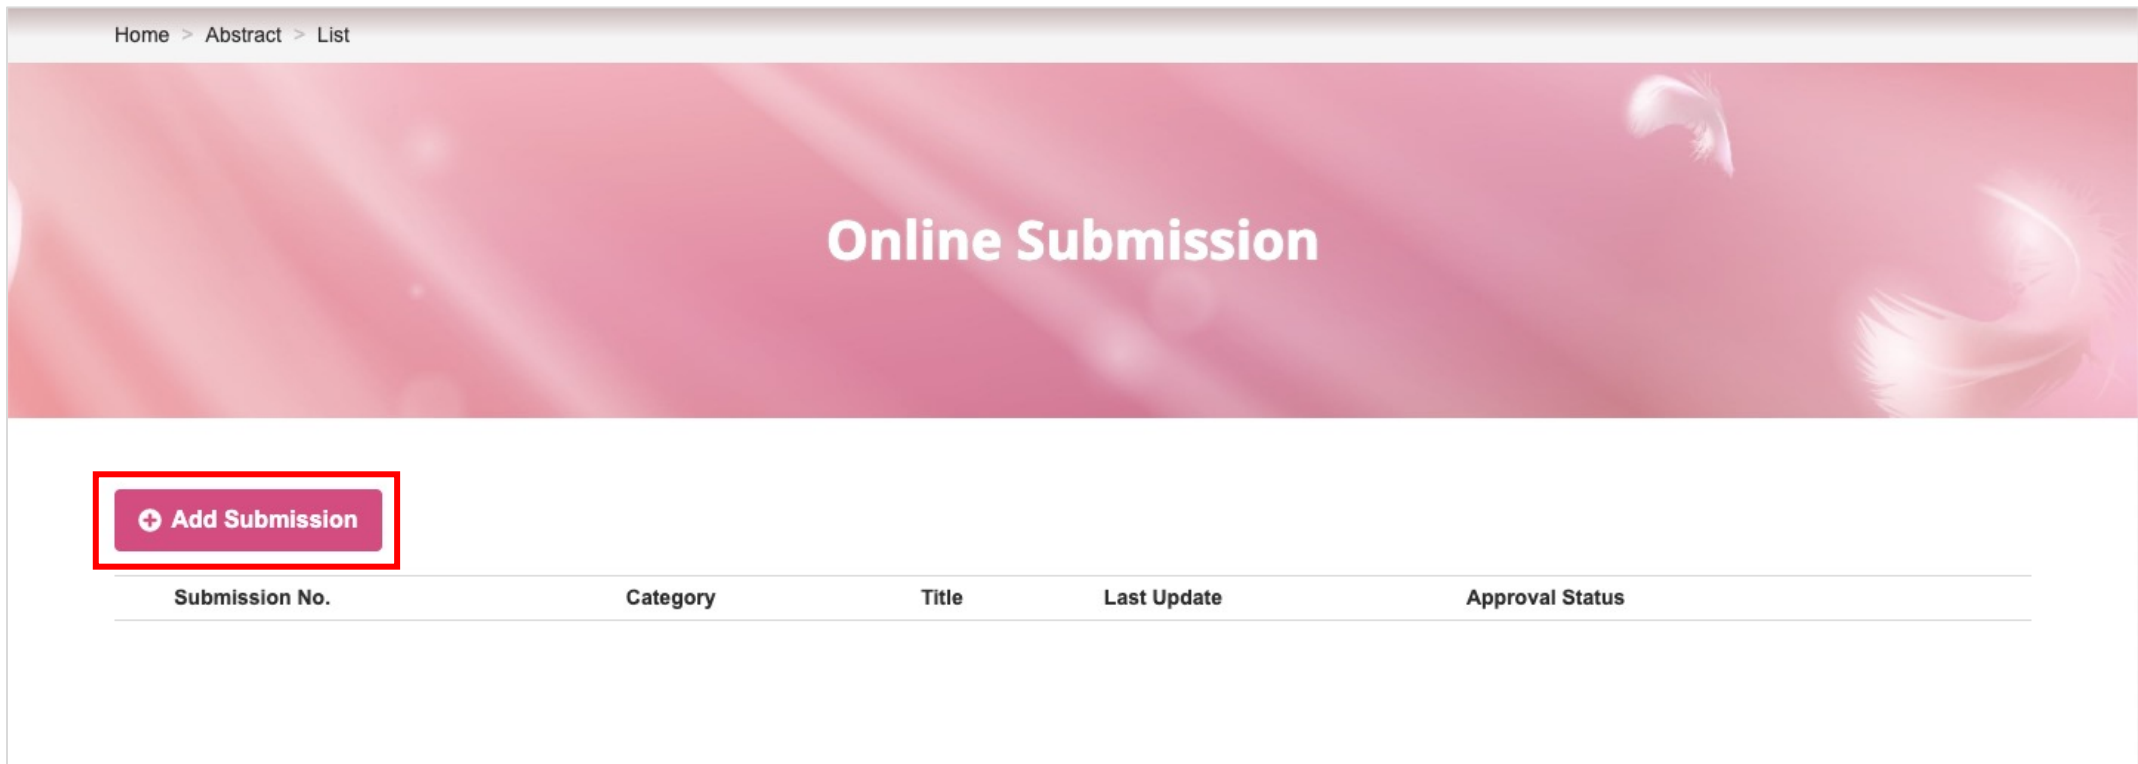 Home > Abstract > List
Online Submission
Add Submission
Submission No. Category Title Last Update Approval Status